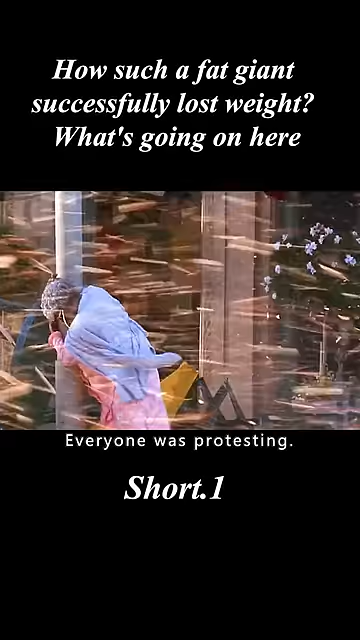 How such a fat giant
successfully lost weight?
What's going on here
Everyone was protesting.
Short.1